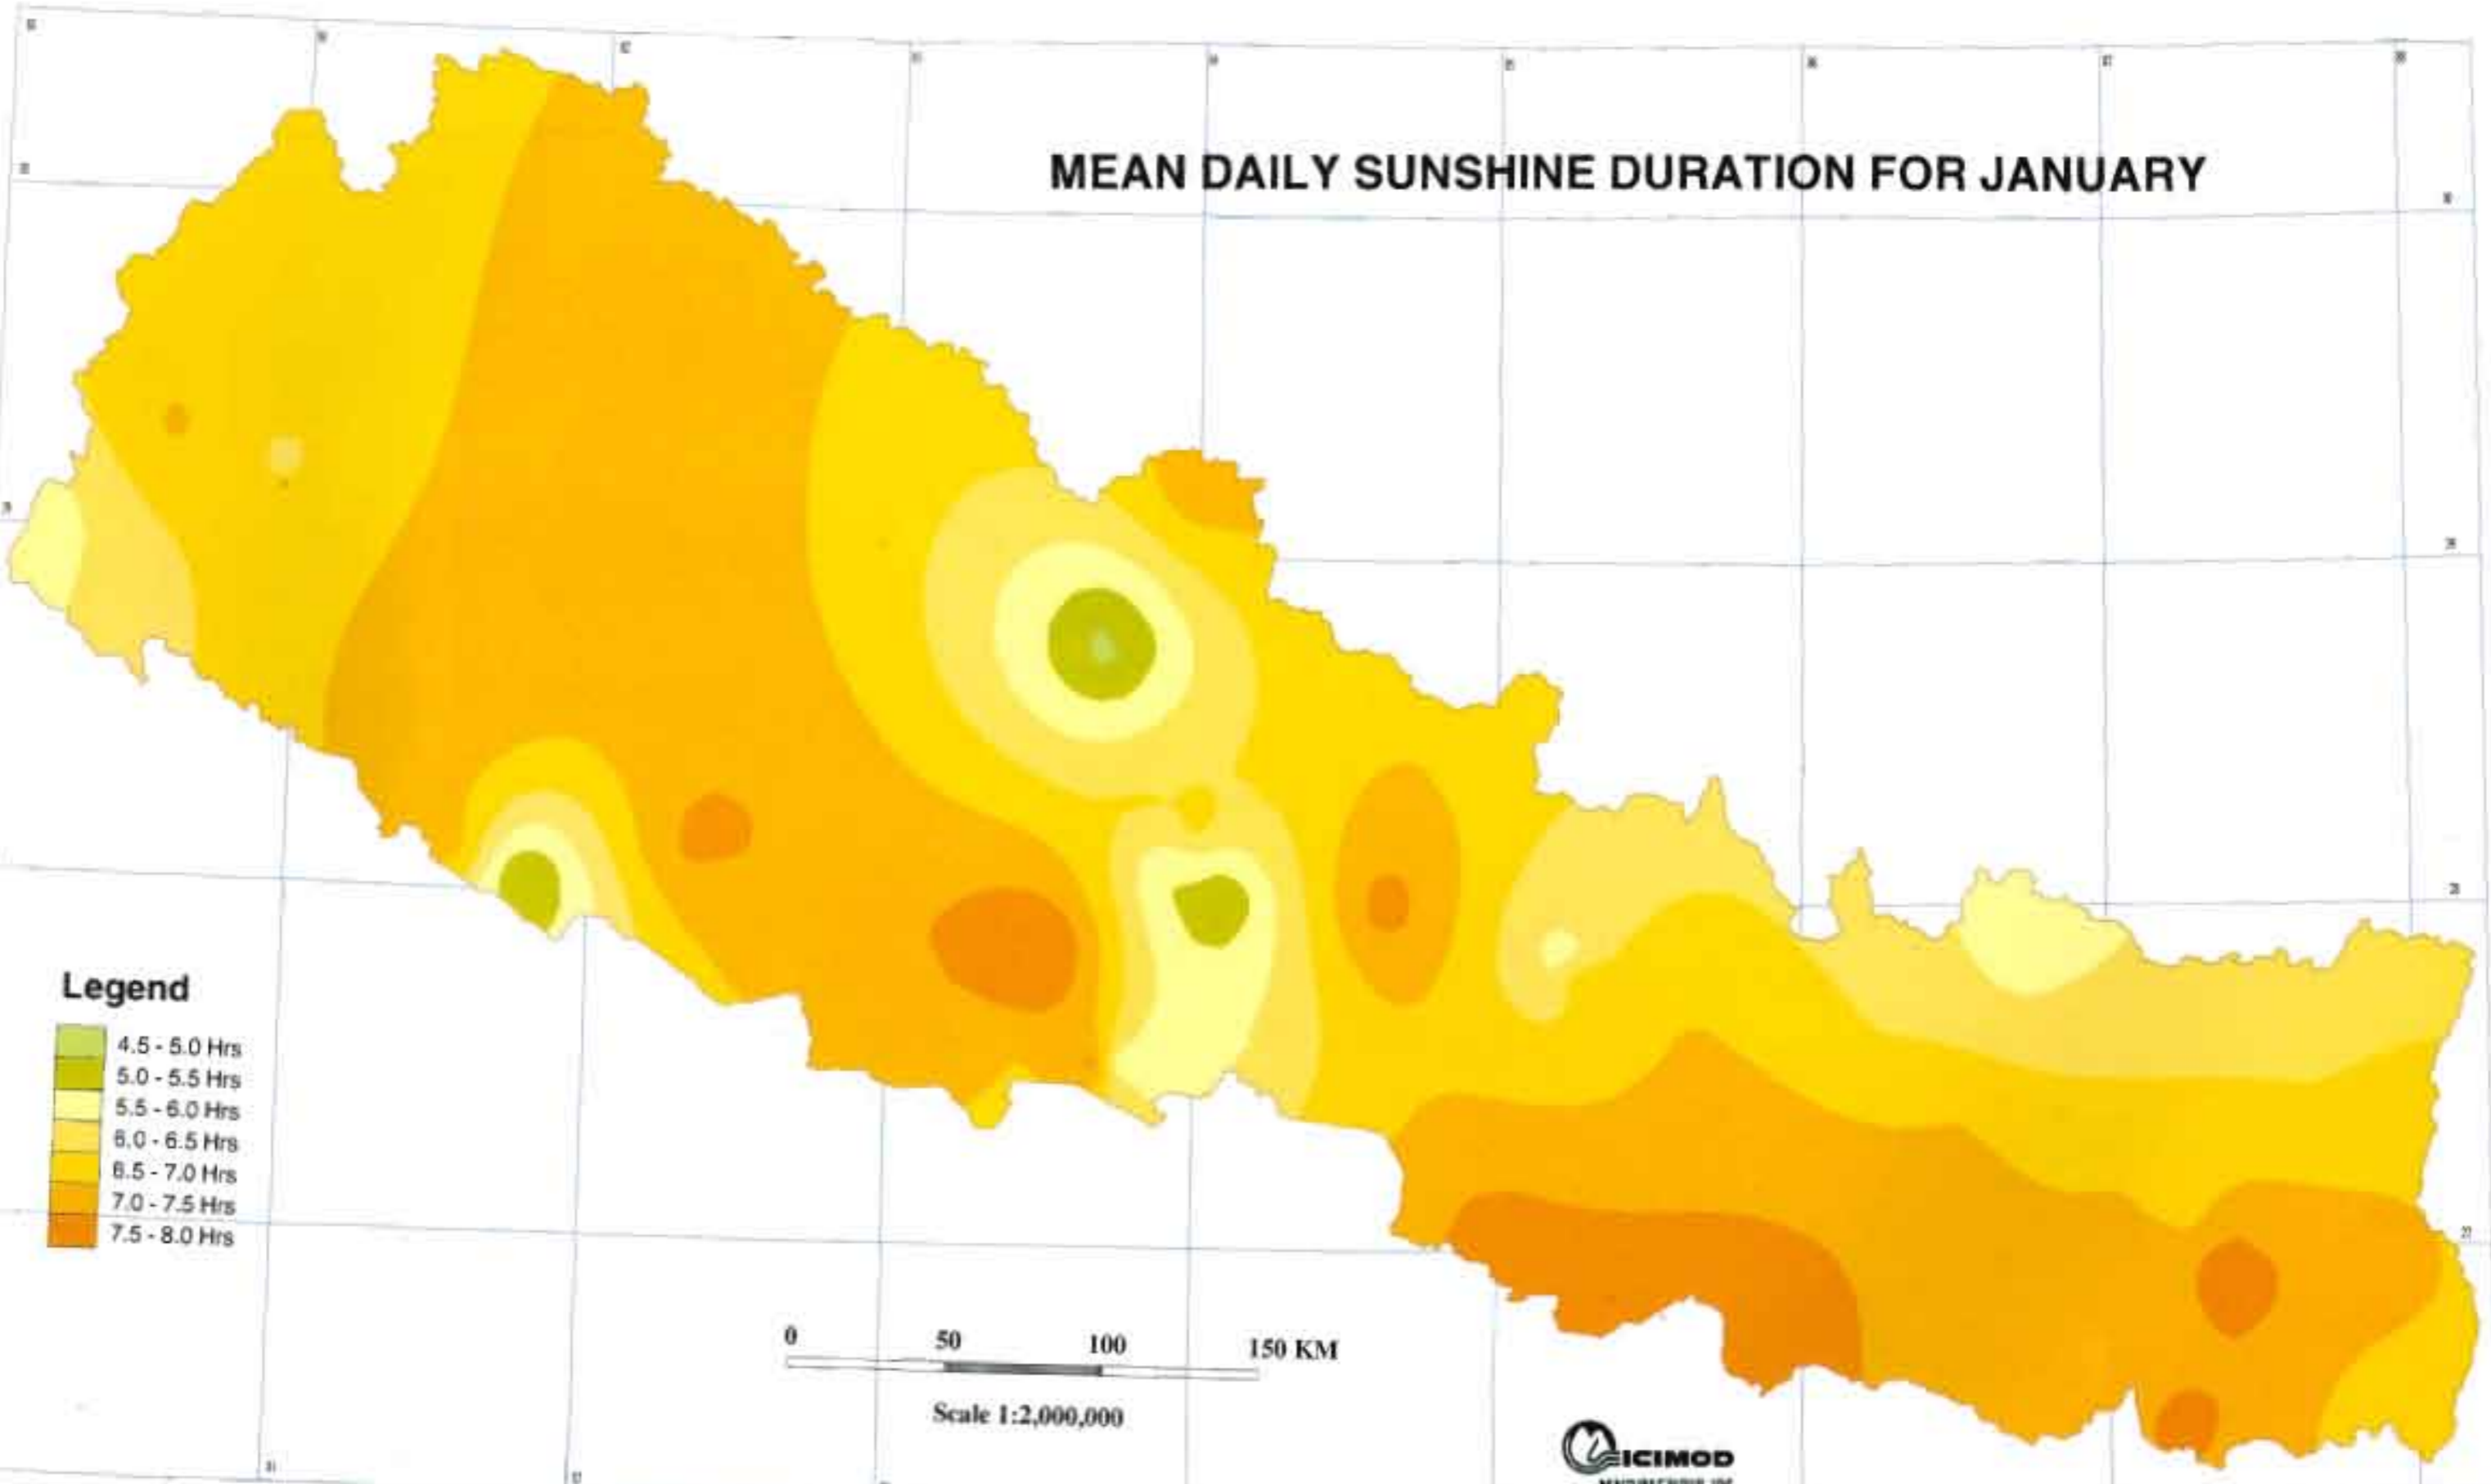 MEAN DAILY SUNSHINE DURATION FOR JANUARY
Legend
4.5 - 5.0 Hrs
5.0 - 5.5 Hrs
5.5 - 6.0 Hrs
6.0 - 6.5 Hrs
6.5 - 7.0 Hrs
7.0 - 7.5 Hrs
7.5 - 8.0 Hrs
0 50 100 150 KM
Scale 1:2,000,000
ICIMOD